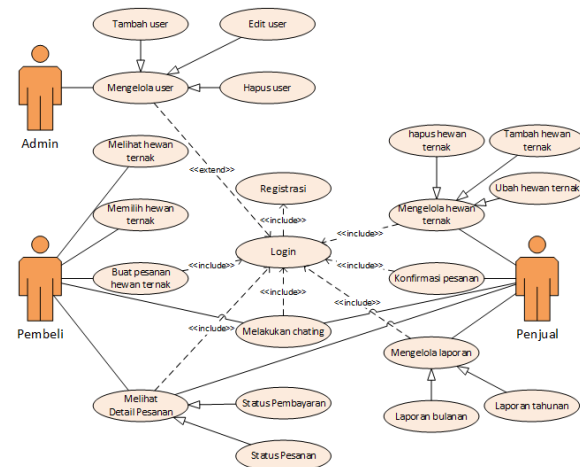 Tambah user
Edit user
Mengelola user
Hapus user
Admin
Melihat hewan
ternak
hapus hewan
ternak
Tambah hewan
ternak
<<extend>>
Registrasi
Ubah hewan ternak
Memilih hewan
ternak
Mengelola hewan
ternak
<<include>>
<<include>>
Login
Buat pesanan
hewan ternak
<<include>>
<<include>>
Konfirmasi pesanan
<<include>>
Pembeli
<<include>>
Melakukan chating
<<include>>
Penjual
Mengelola laporan
Melihat
Detail Pesanan
Status Pembayaran
Laporan bulanan
Laporan tahunan
Status Pesanan